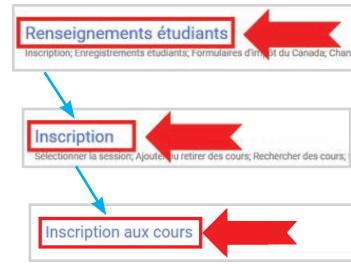 Renseignements étudiants
Inscription; Enregistrements étudiants; Formulaires d'impôt du Canada; Chan
Inscription
Sélectionner la session; Ajouter ou retirer des cours; Rechercher des cours;
Inscription aux cours